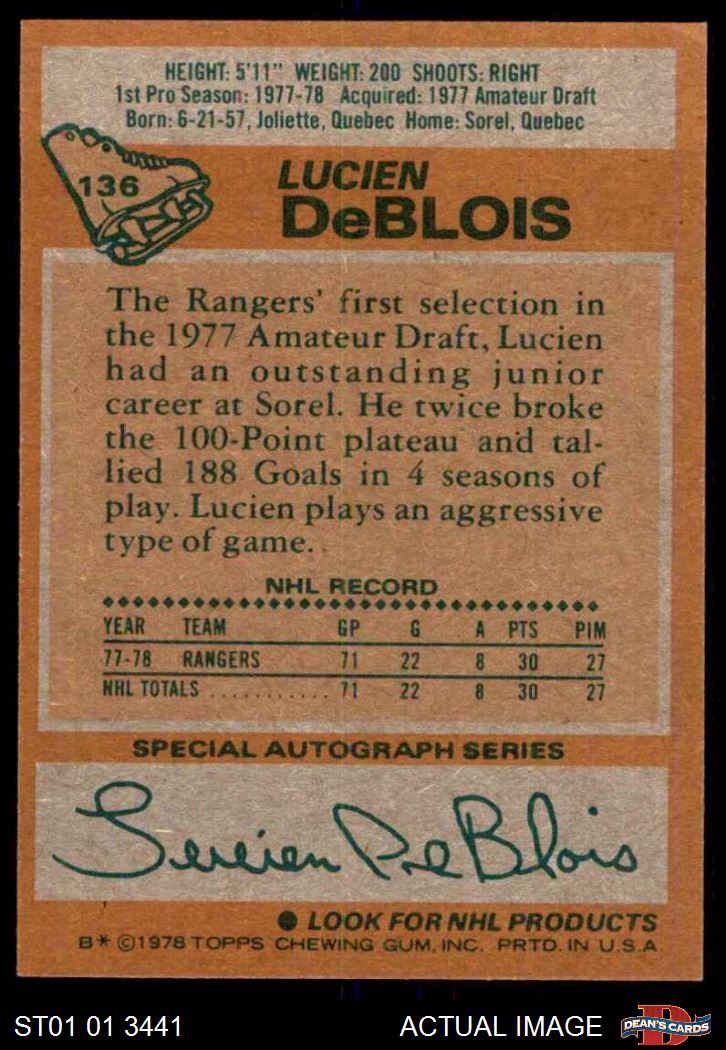 HEIGHT: 5'11" WEIGHT: 200 SHOOTS: RIGHT
1st Pro Season: 1977-78 Acquired: 1977 Amateur Draft
Born: 6-21-57, Joliette, Quebec Home: Sorel, Quebec
136
LUCIEN
DeBLOIS
The Rangers' first selection in
the 1977 Amateur Draft, Lucien
had an outstanding junior
career at Sorel. He twice broke
the 100-Point plateau and tal-
lied 188 Goals in 4 seasons of
play. Lucien plays an aggressive
type of game.
NHL RECORD
YEAR TEAM GP G A PTS PIM
77-78 RANGERS 71 22 8 30 27
NHL TOTALS ........... 71 22 8 30 27
SPECIAL AUTOGRAPH SERIES
Lucien DeBlois
● LOOK FOR NHL PRODUCTS
B* ©1978 TOPPS CHEWING GUM, INC. PRTD. IN U.S.A.
ST01 01 3441 ACTUAL IMAGE
D
DEAN'S CARDS